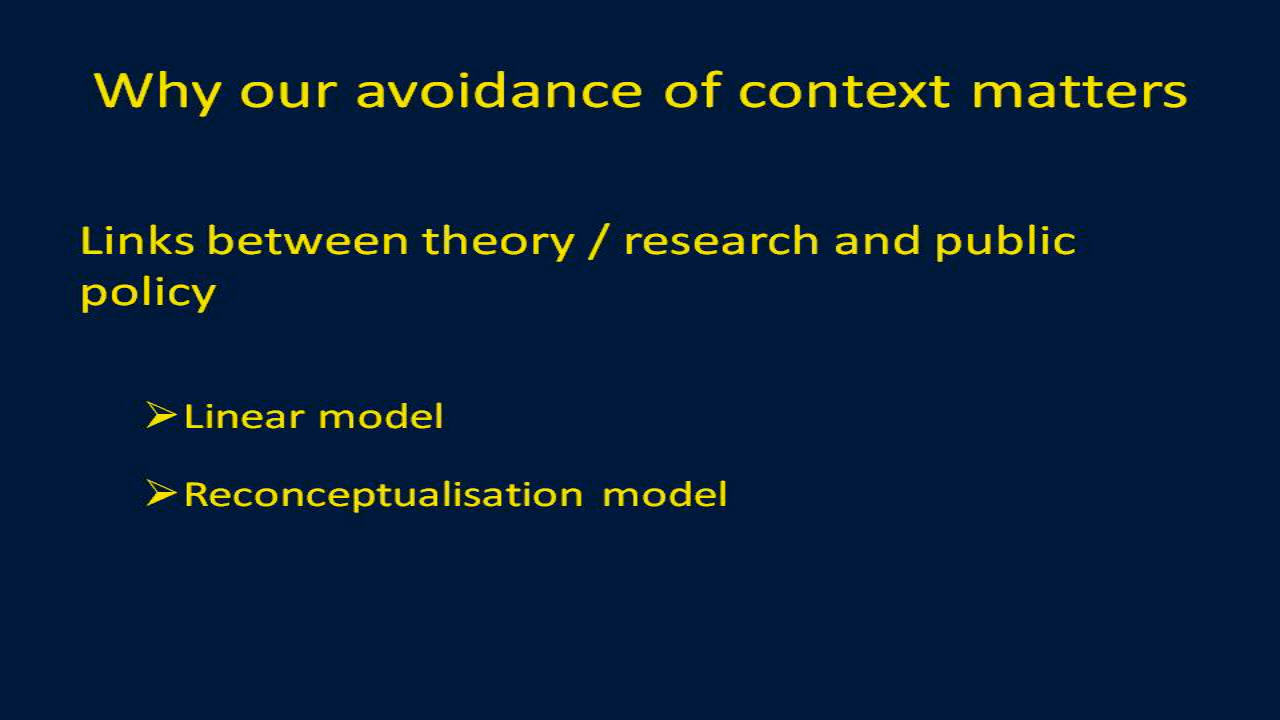 Why our avoidance of context matters
Links between theory / research and public
policy
➢Linear model
➢Reconceptualisation model